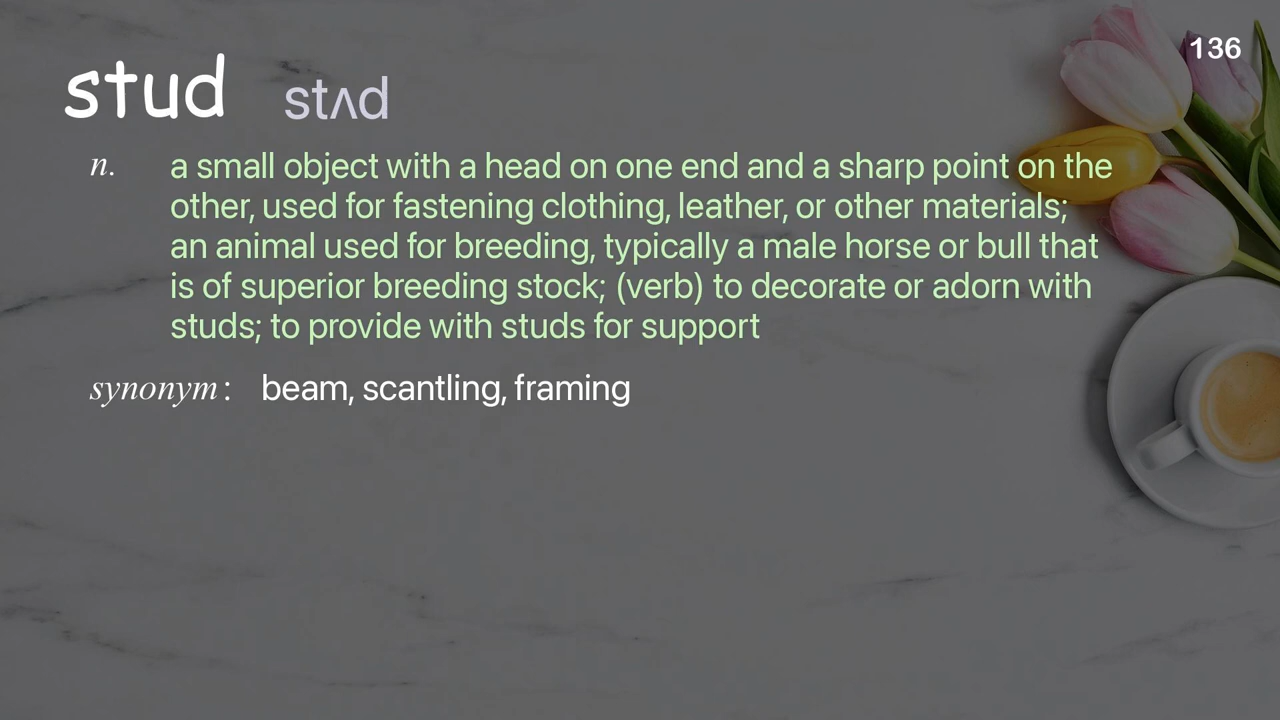 136
stud stʌd
n. a small object with a head on one end and a sharp point on the
other, used for fastening clothing, leather, or other materials;
an animal used for breeding, typically a male horse or bull that
is of superior breeding stock; (verb) to decorate or adorn with
studs; to provide with studs for support
synonym: beam, scantling, framing